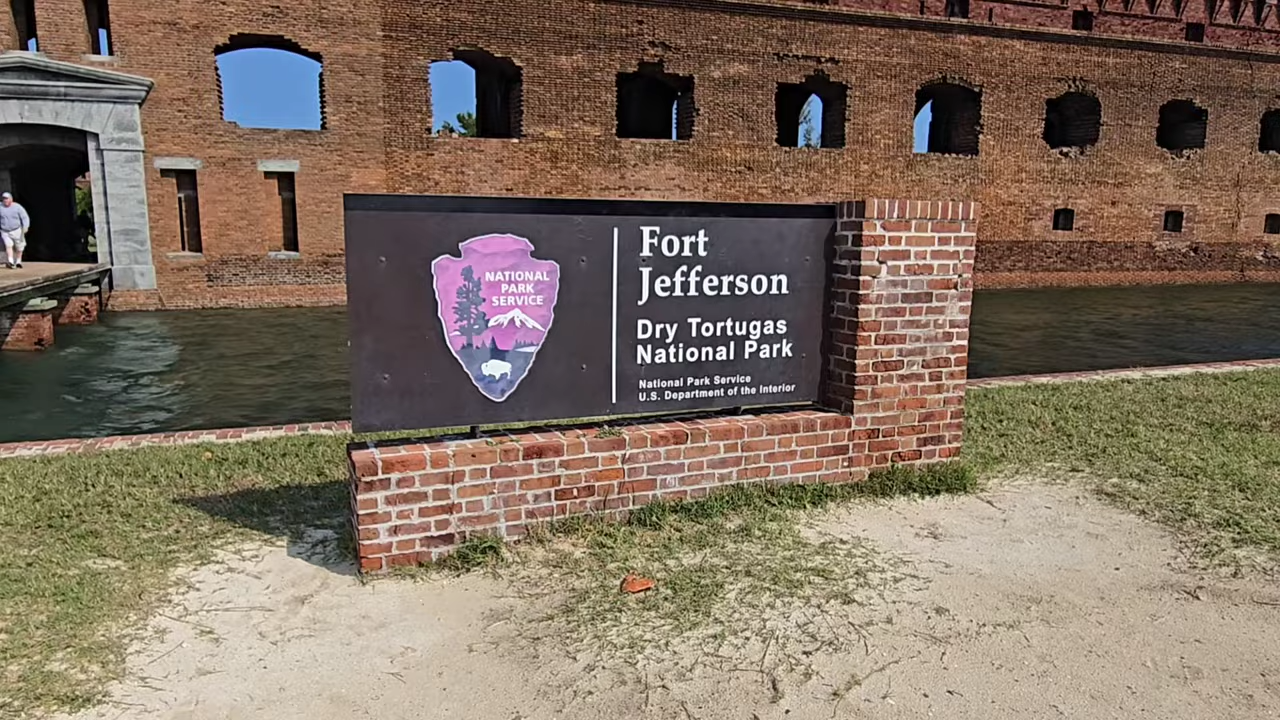 NATIONAL
PARK
SERVICE
Fort
Jefferson
Dry Tortugas
National Park
National Park Service
U.S. Department of the Interior